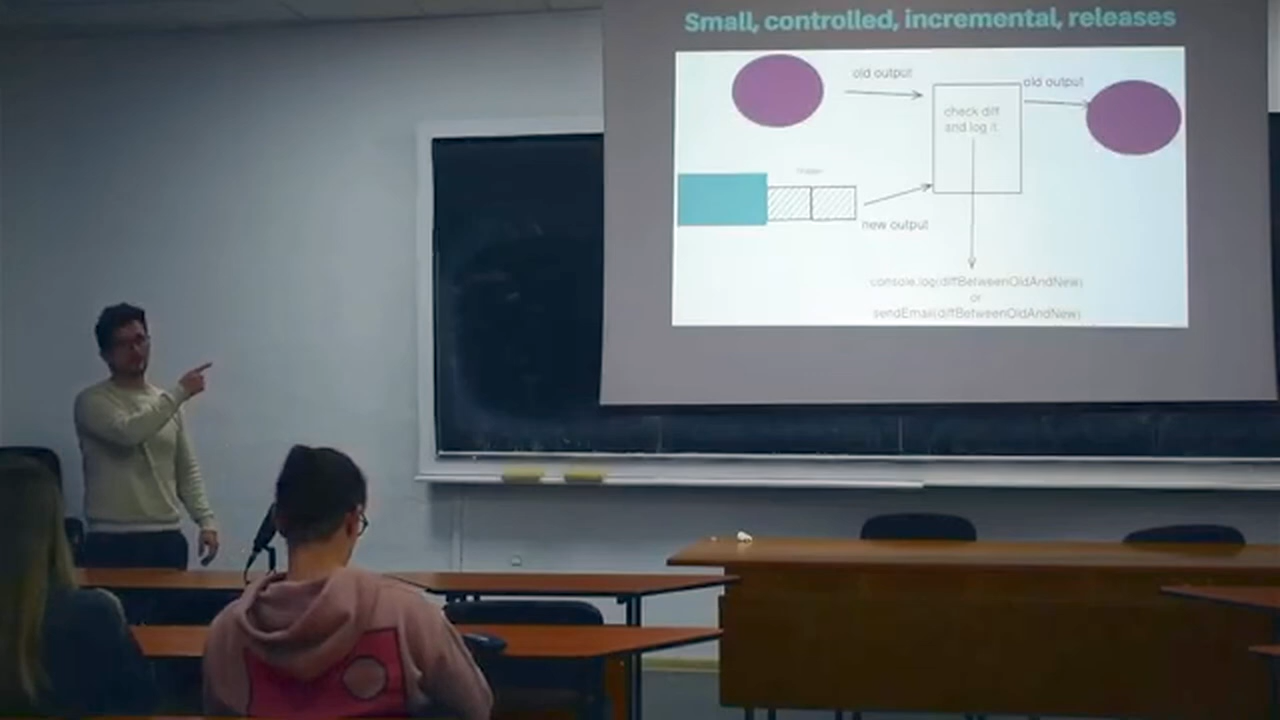 Small, controlled, incremental, releases
old output
old output
check diff
and log it
new output
console.log(diffBetweenOldAndNew)
or
sendEmail(diffBetweenOldAndNew)